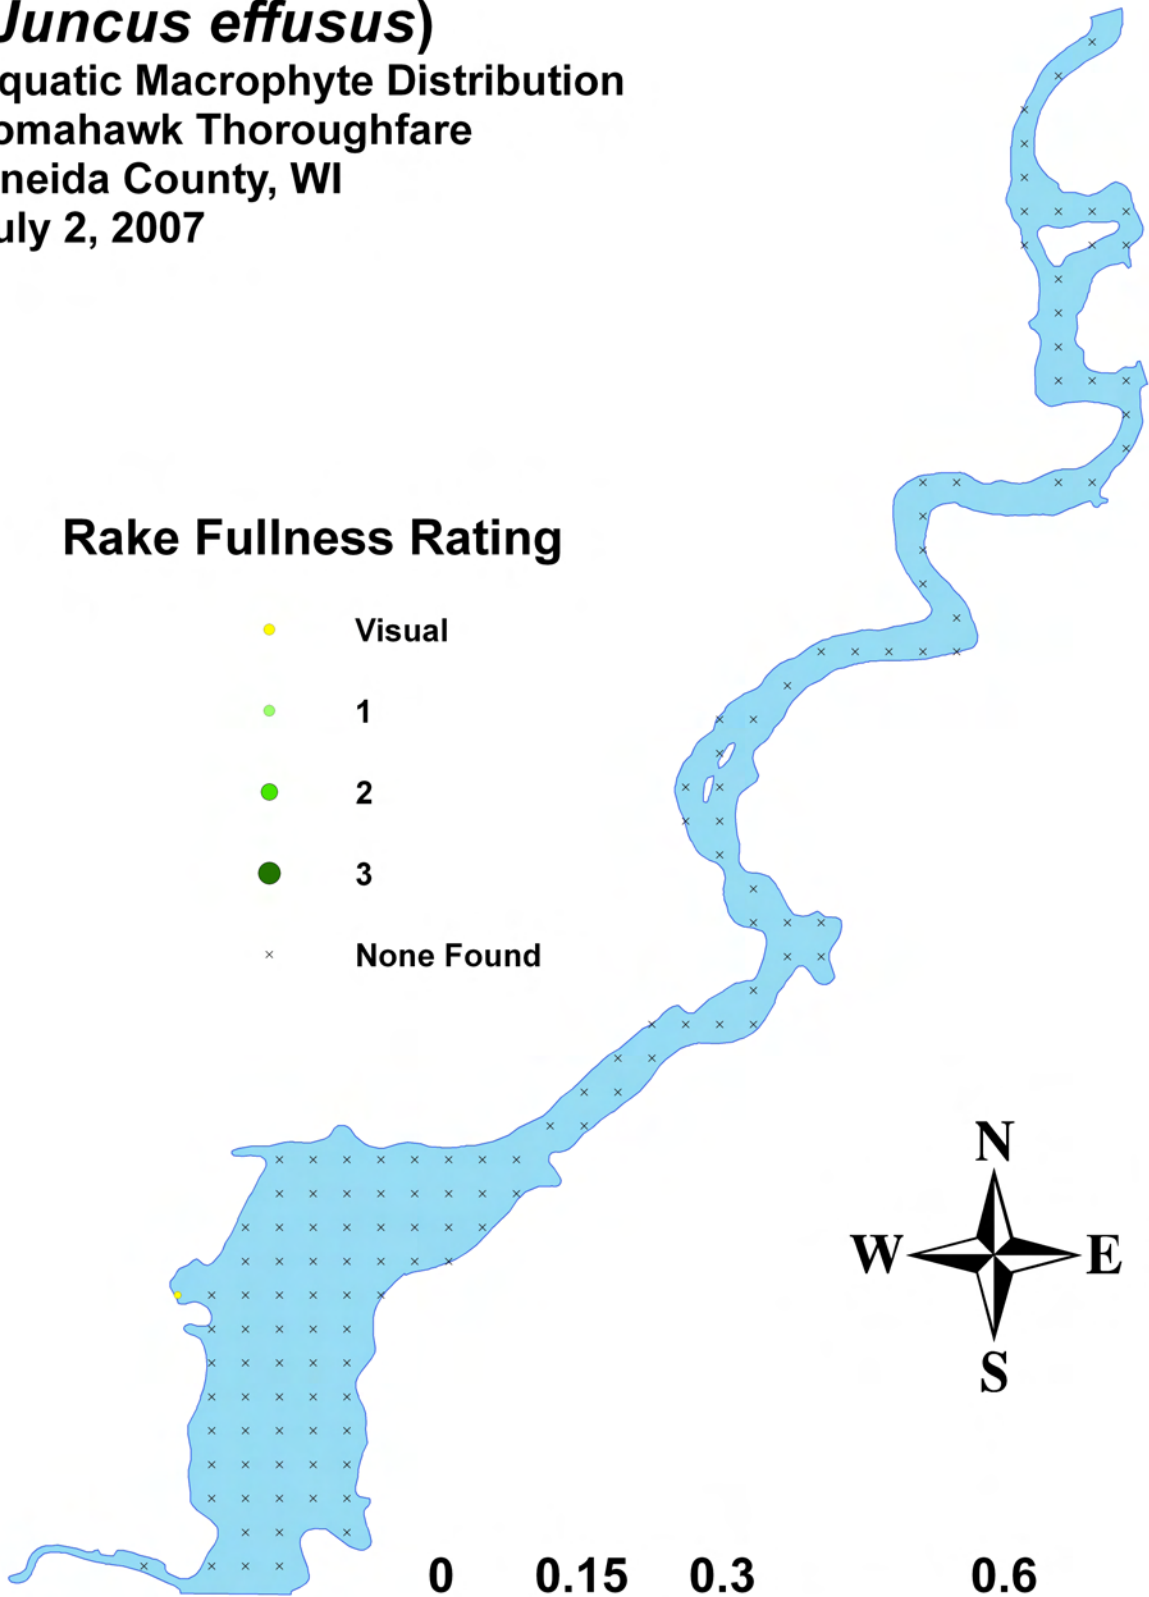 Juncus effusus)
quatic Macrophyte Distribution
omahawk Thoroughfare
neida County, WI
uly 2, 2007
Rake Fullness Rating
Visual
1
2
3
None Found
N
W E
S
0 0.15 0.3 0.6